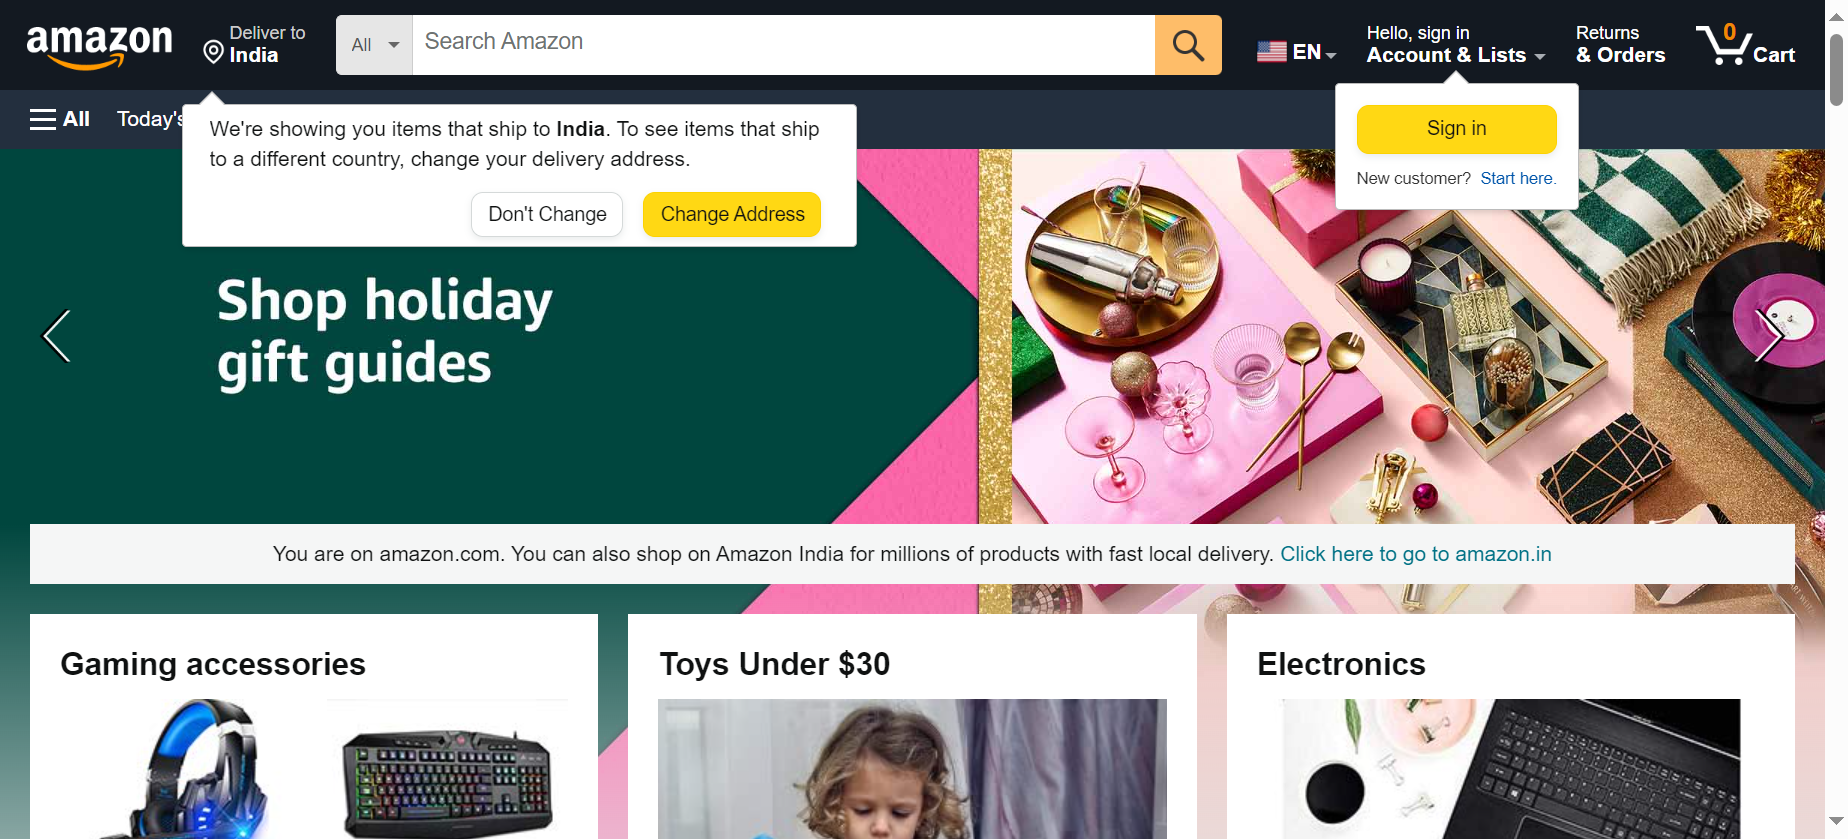 amazon
Deliver to
India
All
Search Amazon
EN
Hello, sign in
Account & Lists
Returns
& Orders
0
Cart
All
Today's
We're showing you items that ship to India. To see items that ship
to a different country, change your delivery address.
Don't Change
Change Address
Sign in
New customer? Start here.
Shop holiday
gift guides
You are on amazon.com. You can also shop on Amazon India for millions of products with fast local delivery. Click here to go to amazon.in
Gaming accessories
Toys Under $30
Electronics